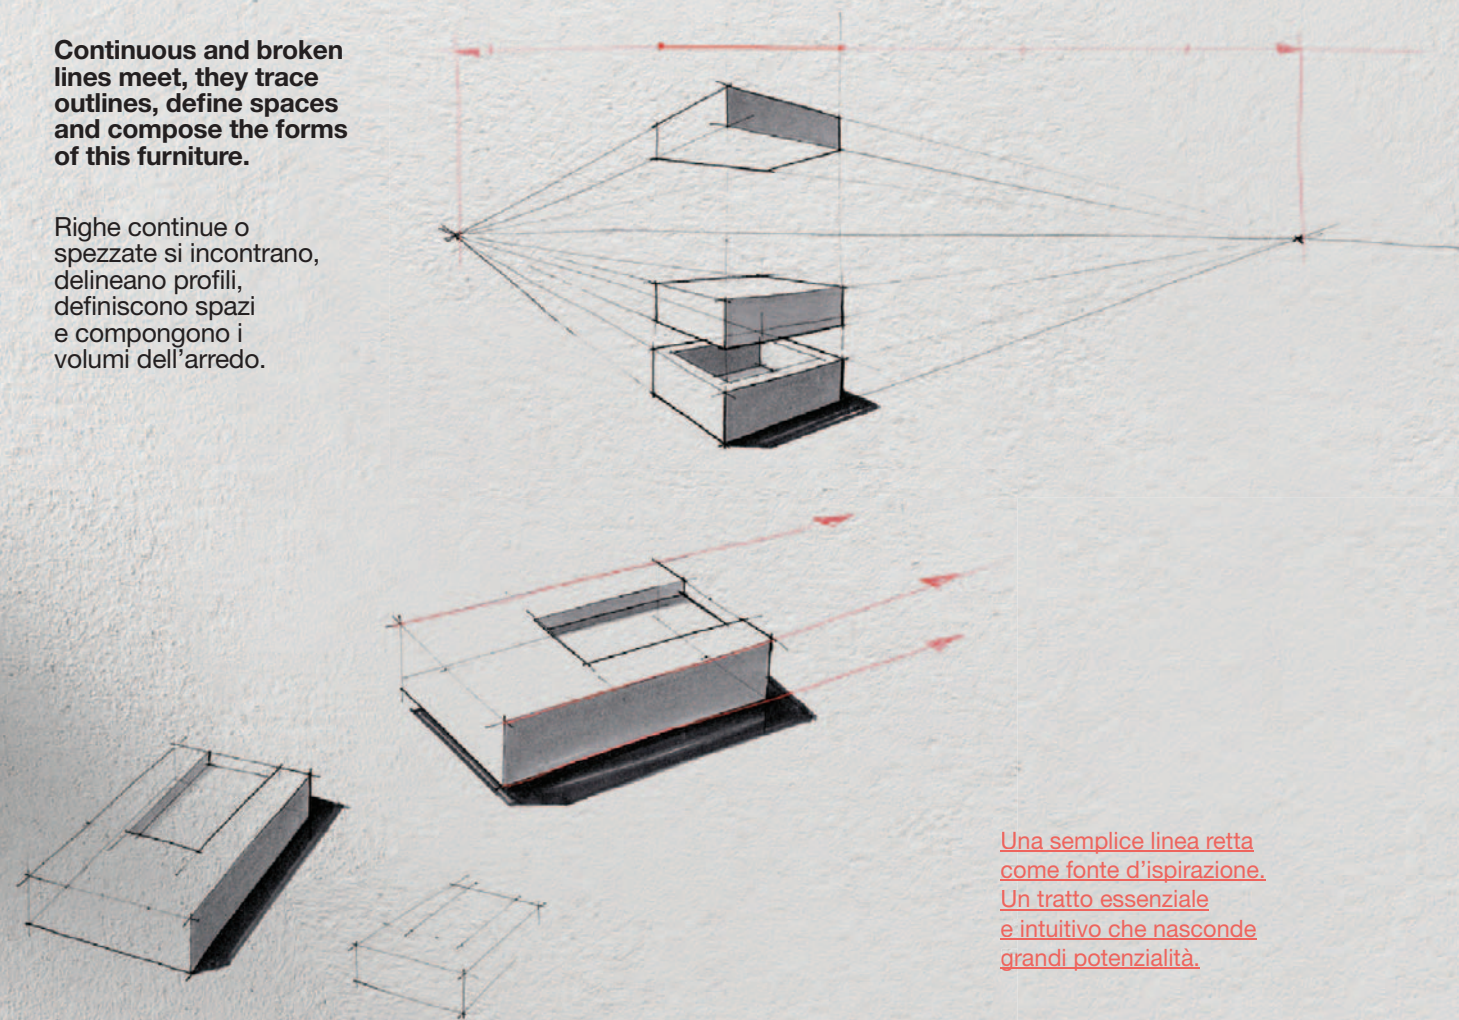 Continuous and broken
lines meet, they trace
outlines, define spaces
and compose the forms
of this furniture.
Righe continue o
spezzate si incontrano,
delineano profili,
definiscono spazi
e compongono i
volumi dell’arredo.
Una semplice linea retta
come fonte d’ispirazione.
Un tratto essenziale
e intuitivo che nasconde
grandi potenzialità.